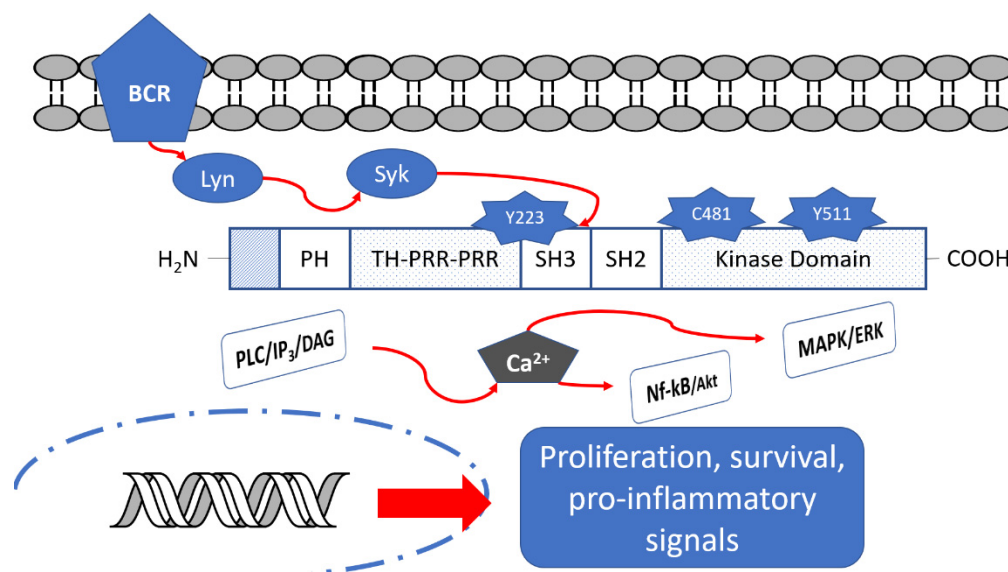 BCR
Lyn
Syk
Y223
C481
Y511
H₂N
PH
TH-PRR-PRR
SH3
SH2
Kinase Domain
COOH
PLC/IP₃/DAG
Ca²⁺
MAPK/ERK
Nf-kB/Akt
Proliferation, survival,
pro-inflammatory
signals